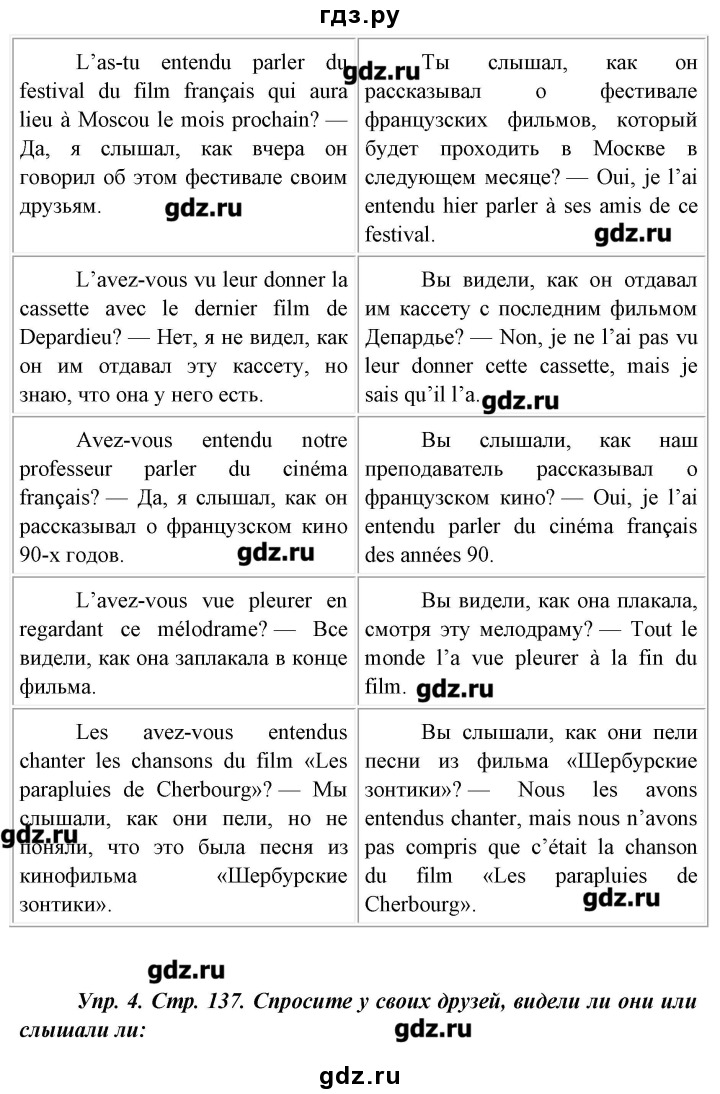 гдз.ру
L’as-tu entendu parler du
festival du film français qui aura
lieu à Moscou le mois prochain? —
Да, я слышал, как вчера он
говорил об этом фестивале своим
друзьям.
gdz.ru
gdz.ru
Ты слышал, как он
рассказывал о фестивале
французских фильмов, который
будет проходить в Москве в
следующем месяце? — Oui, je l’ai
entendu hier parler à ses amis de ce
festival.
gdz.ru
L’avez-vous vu leur donner la
cassette avec le dernier film de
Depardieu? — Нет, я не видел, как
он им отдавал эту кассету, но
знаю, что она у него есть.
Вы видели, как он отдавал
им кассету с последним фильмом
Депардье? — Non, je ne l’ai pas vu
leur donner cette cassette, mais je
sais qu’il l’a.
gdz.ru
Avez-vous entendu notre
professeur parler du cinéma
français? — Да, я слышал, как он
рассказывал о французском кино
90-х годов.
gdz.ru
Вы слышали, как наш
преподаватель рассказывал о
французском кино? — Oui, je l’ai
entendu parler du cinéma français
des années 90.
L’avez-vous vue pleurer en
regardant ce mélodrame? — Все
видели, как она заплакала в конце
фильма.
Вы видели, как она плакала,
смотря эту мелодраму? — Tout le
monde l’a vue pleurer à la fin du
film.
gdz.ru
Les avez-vous entendus
chanter les chansons du film «Les
parapluies de Cherbourg»? — Мы
слышали, как они пели, но не
поняли, что это была песня из
кинофильма «Шербурские
зонтики».
gdz.ru
Вы слышали, как они пели
песни из фильма «Шербурские
зонтики»? — Nous les avons
entendus chanter, mais nous n’avons
pas compris que c’était la chanson
du film «Les parapluies de
Cherbourg».
gdz.ru
gdz.ru
Упр. 4. Стр. 137. Спросите у своих друзей, видели ли они или
слышали ли:
gdz.ru
gdz.ru